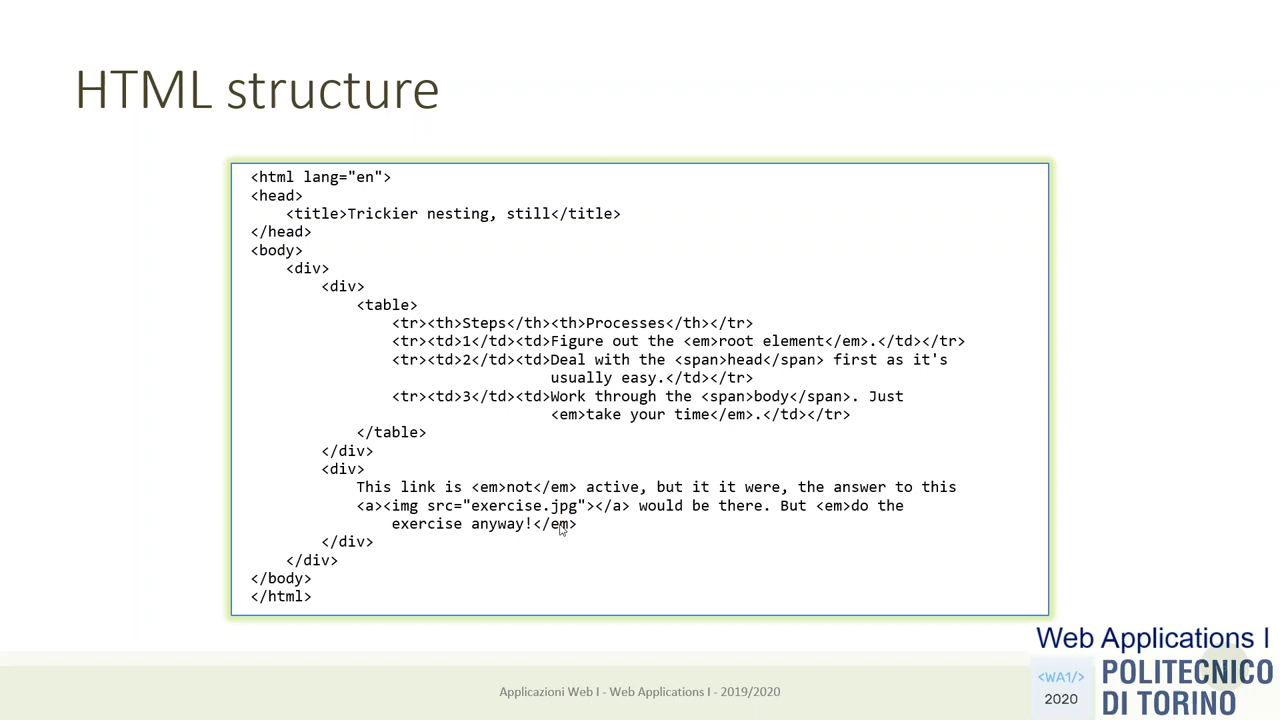 HTML structure
<html lang="en">
<head>
<title>Trickier nesting, still</title>
</head>
<body>
<div>
<div>
<table>
<tr><th>Steps</th><th>Processes</th></tr>
<tr><td>1</td><td>Figure out the <em>root element</em>.</td></tr>
<tr><td>2</td><td>Deal with the <span>head</span> first as it's
usually easy.</td></tr>
<tr><td>3</td><td>Work through the <span>body</span>. Just
<em>take your time</em>.</td></tr>
</table>
</div>
<div>
This link is <em>not</em> active, but it it were, the answer to this
<a><img src="exercise.jpg"></a> would be there. But <em>do the
exercise anyway!</em>
</div>
</div>
</body>
</html>
Applicazioni Web I - Web Applications I - 2019/2020
Web Applications I
<WA1/>
2020
POLITECNICO
DI TORINO